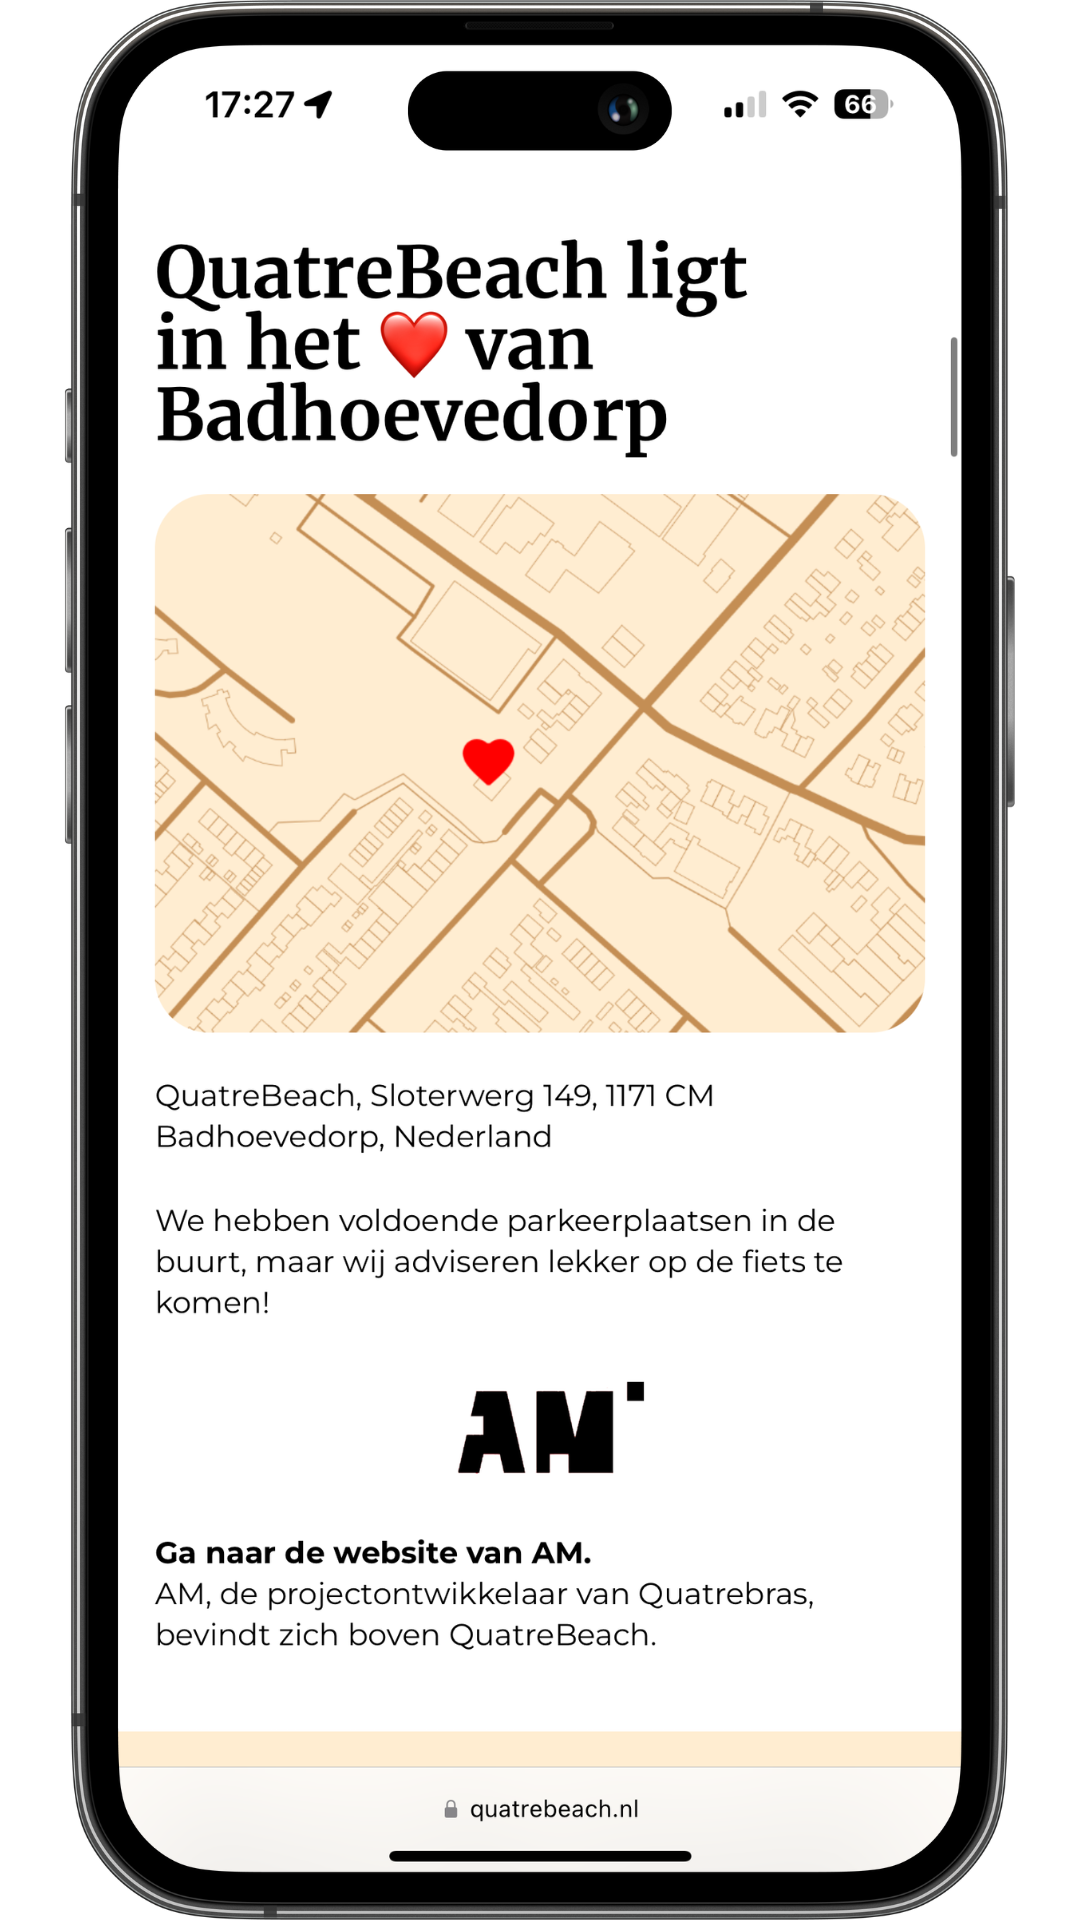 17:27
66
QuatreBeach ligt
in het ❤️ van
Badhoevedorp
QuatreBeach, Sloterwerg 149, 1171 CM
Badhoevedorp, Nederland
We hebben voldoende parkeerplaatsen in de
buurt, maar wij adviseren lekker op de fiets te
komen!
AM
Ga naar de website van AM.
AM, de projectontwikkelaar van Quatrebras,
bevindt zich boven QuatreBeach.
quatrebeach.nl